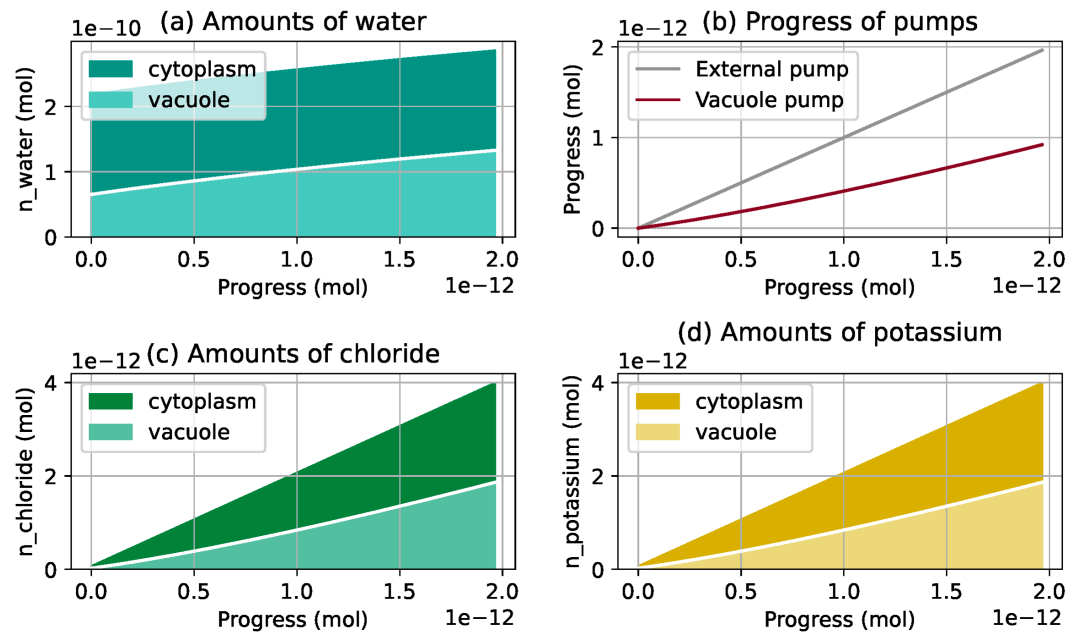 1e−10
(a) Amounts of water
cytoplasm
vacuole
n_water (mol)
2
1
0
0.0 0.5 1.0 1.5 2.0
Progress (mol)
1e−12
1e−12
(b) Progress of pumps
External pump
Vacuole pump
Progress (mol)
2
1
0
0.0 0.5 1.0 1.5 2.0
Progress (mol)
1e−12
1e−12
(c) Amounts of chloride
cytoplasm
vacuole
n_chloride (mol)
4
2
0
0.0 0.5 1.0 1.5 2.0
Progress (mol)
1e−12
(d) Amounts of potassium
1e−12
cytoplasm
vacuole
n_potassium (mol)
4
2
0
0.0 0.5 1.0 1.5 2.0
Progress (mol)
1e−12